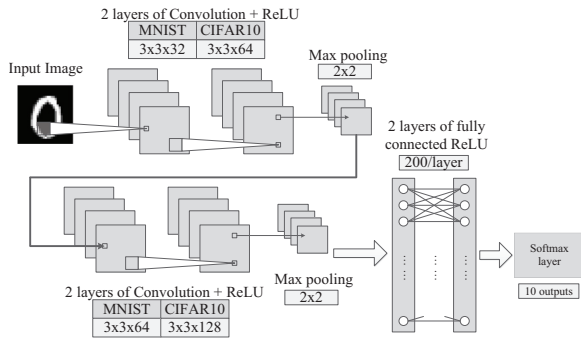 2 layers of Convolution + ReLU
MNIST CIFAR10
3x3x32 3x3x64
Input Image
Max pooling
2x2
2 layers of fully
connected ReLU
200/layer
Softmax
layer
10 outputs
Max pooling
2x2
2 layers of Convolution + ReLU
MNIST CIFAR10
3x3x64 3x3x128